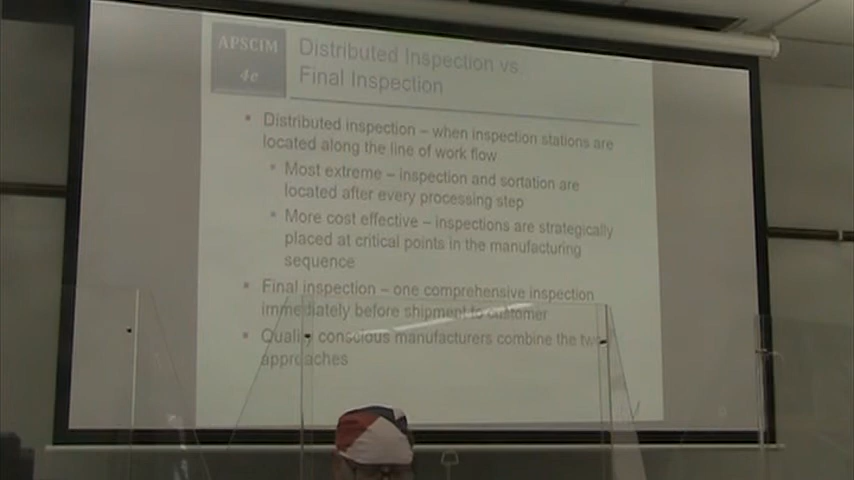 APSCIM
4e
Distributed Inspection vs.
Final Inspection
Distributed inspection – when inspection stations are
located along the line of work flow
Most extreme – inspection and sortation are
located after every processing step
More cost effective – inspections are strategically
placed at critical points in the manufacturing
sequence
Final inspection – one comprehensive inspection
immediately before shipment to customer
Quality conscious manufacturers combine the two
approaches